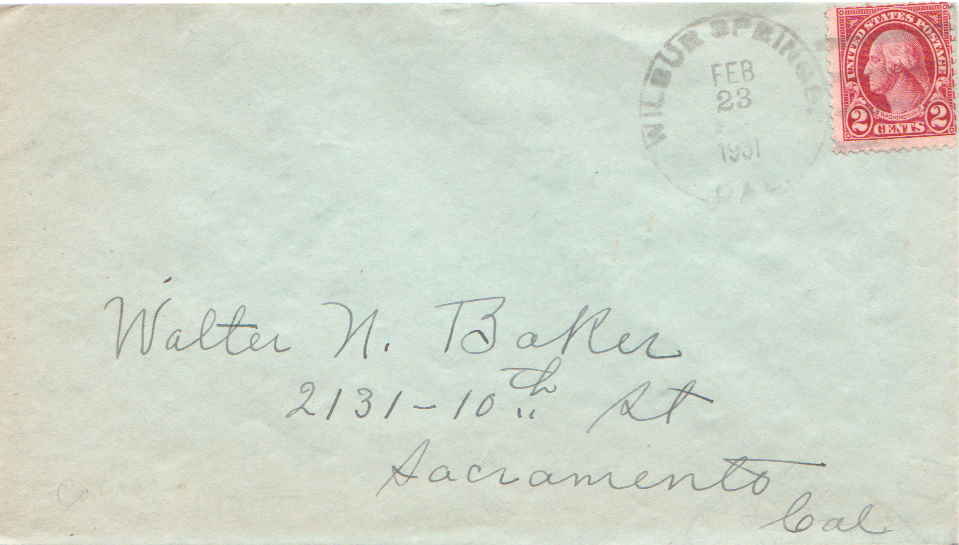 WILBUR SPRINGS
FEB
23
1931
CAL.
UNITED STATES POSTAGE
2 CENTS 2
Walter N. Baker
2131-10th St
Sacramento
Cal